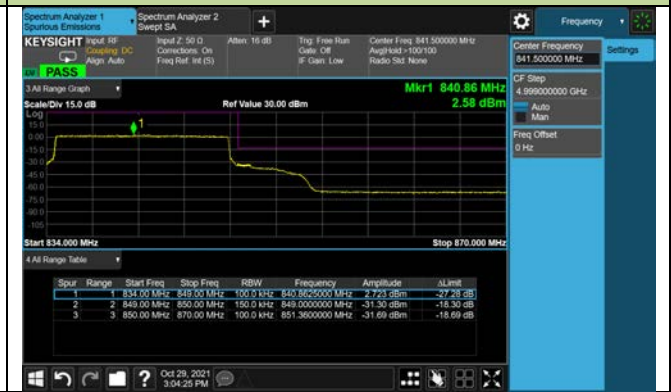 Spectrum Analyzer 1
Spurious Emissions
Spectrum Analyzer 2
Swept SA
+
Frequency
KEYSIGHT
Input: RF
Coupling: DC
Align: Auto
Input Z: 50 Ω
Corrections: On
Freq Ref: Int (S)
Atten: 16 dB
Trig: Free Run
Gate: Off
IF Gain: Low
Center Freq: 841.500000 MHz
Avg|Hold:>100/100
Radio Std: None
PASS
Center Frequency
841.500000 MHz
Settings
CF Step
4.999000000 GHz
Auto
Man
Freq Offset
0 Hz
3 All Range Graph
Mkr1 840.86 MHz
Scale/Div 15.0 dB
Ref Value 30.00 dBm
2.58 dBm
Log
15.0
0.00
-15.0
-30.0
-45.0
-60.0
-75.0
-90.0
-105
1
Start 834.000 MHz
Stop 870.000 MHz
4 All Range Table
Spur Range Start Freq Stop Freq RBW Frequency Amplitude ΔLimit
1 1 834.00 MHz 849.00 MHz 100.0 kHz 840.8625000 MHz 2.723 dBm -27.28 dB
2 2 849.00 MHz 850.00 MHz 150.0 kHz 849.0000000 MHz -31.30 dBm -18.30 dB
3 3 850.00 MHz 870.00 MHz 100.0 kHz 851.3600000 MHz -31.69 dBm -18.69 dB
?
Oct 29, 2021
3:04:25 PM